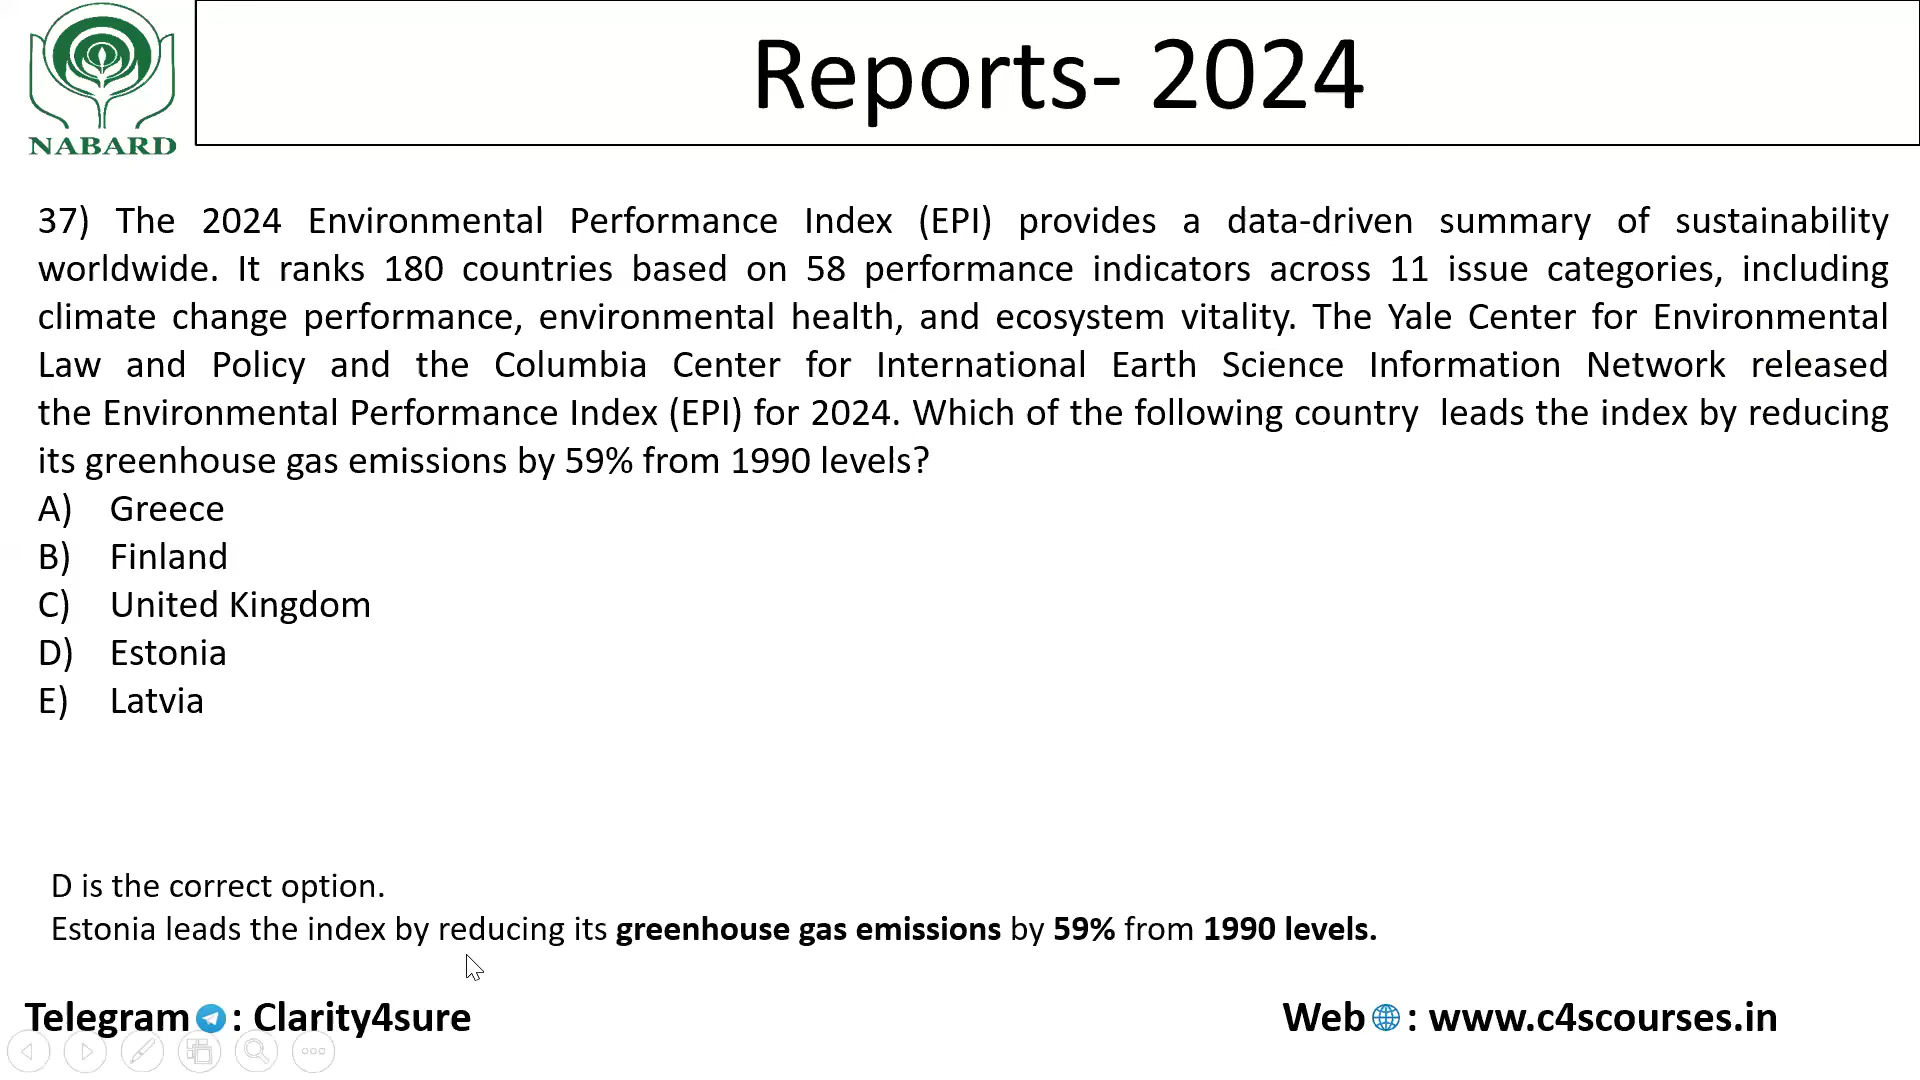 NABARD
Reports- 2024
37) The 2024 Environmental Performance Index (EPI) provides a data-driven summary of sustainability
worldwide. It ranks 180 countries based on 58 performance indicators across 11 issue categories, including
climate change performance, environmental health, and ecosystem vitality. The Yale Center for Environmental
Law and Policy and the Columbia Center for International Earth Science Information Network released
the Environmental Performance Index (EPI) for 2024. Which of the following country leads the index by reducing
its greenhouse gas emissions by 59% from 1990 levels?
A) Greece
B) Finland
C) United Kingdom
D) Estonia
E) Latvia
D is the correct option.
Estonia leads the index by reducing its greenhouse gas emissions by 59% from 1990 levels.
Telegram : Clarity4sure
Web : www.c4scourses.in